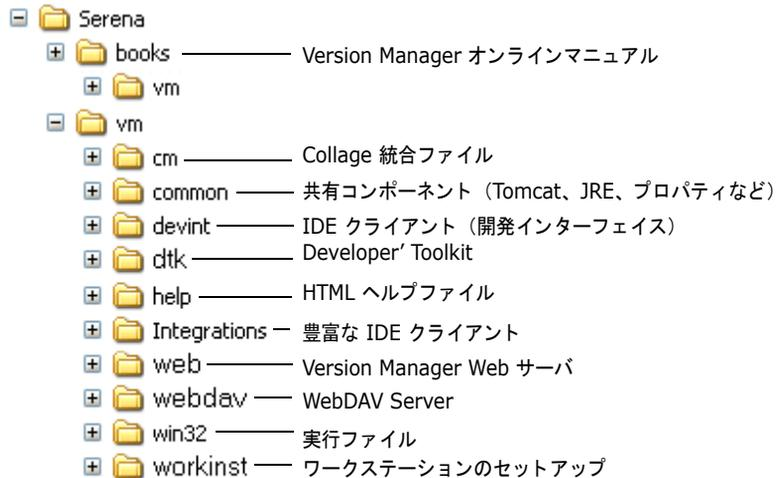 Serena
books Version Manager オンラインマニュアル
vm
vm
cm Collage 統合ファイル
common 共有コンポーネント（Tomcat、JRE、プロパティなど）
devint IDE クライアント（開発インターフェイス）
dtk Developer’ Toolkit
help HTML ヘルプファイル
Integrations 豊富な IDE クライアント
web Version Manager Web サーバ
webdav WebDAV Server
win32 実行ファイル
workinst ワークステーションのセットアップ